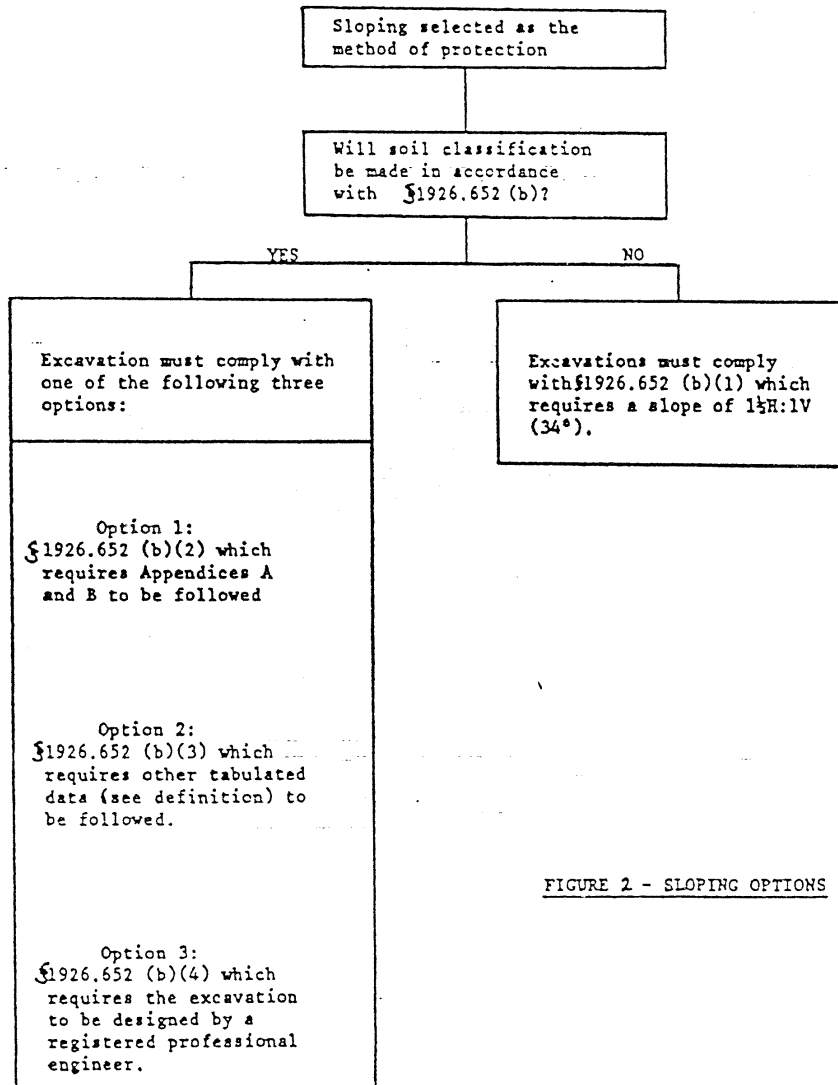 Sloping selected as the
method of protection
Will soil classification
be made in accordance
with §1926.652 (b)?
YES
NO
Excavation must comply with
one of the following three
options:
Excavations must comply
with §1926.652 (b)(1) which
requires a slope of 1½H:1V
(34°).
Option 1:
§1926.652 (b)(2) which
requires Appendices A
and B to be followed
Option 2:
§1926.652 (b)(3) which
requires other tabulated
data (see definition) to
be followed.
Option 3:
§1926.652 (b)(4) which
requires the excavation
to be designed by a
registered professional
engineer.
FIGURE 2 - SLOPING OPTIONS